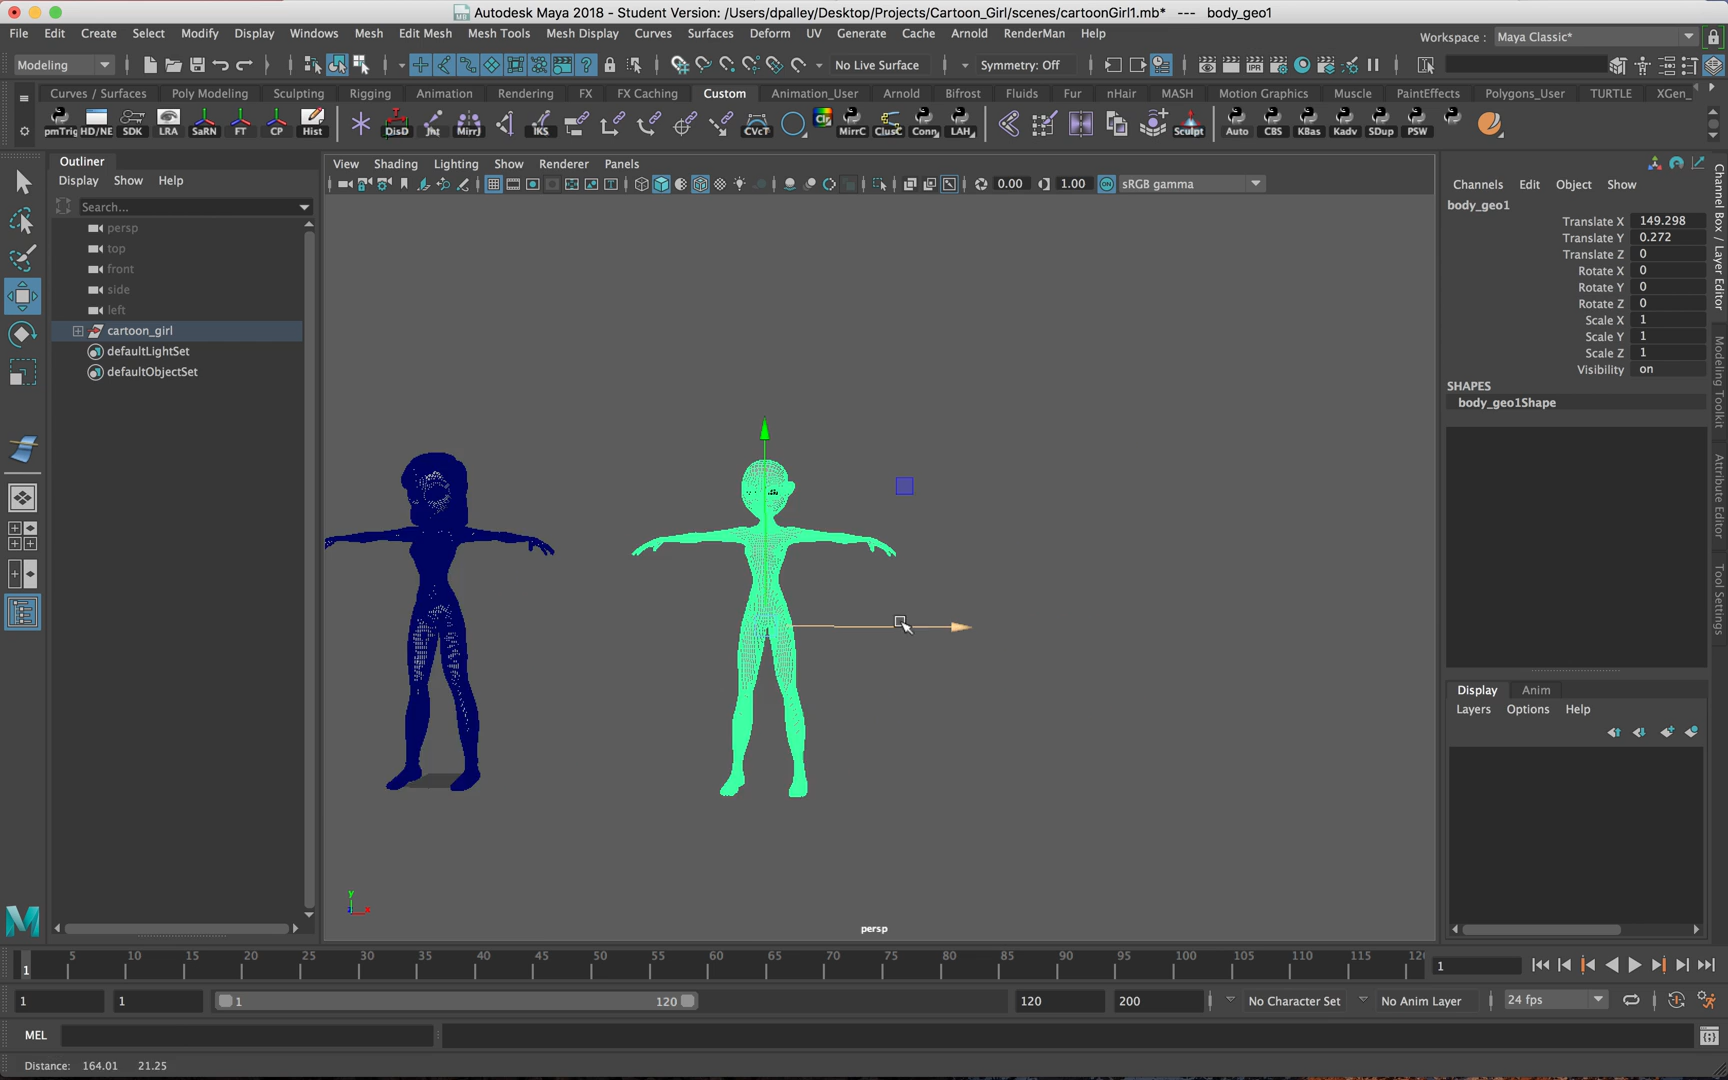 Autodesk Maya 2018 - Student Version: /Users/dpalley/Desktop/Projects/Cartoon_Girl/scenes/cartoonGirl1.mb* --- body_geo1
File Edit Create Select Modify Display Windows Mesh Edit Mesh Mesh Tools Mesh Display Curves Surfaces Deform UV Generate Cache Arnold RenderMan Help
Workspace : Maya Classic*
Modeling No Live Surface Symmetry: Off
Curves / Surfaces Poly Modeling Sculpting Rigging Animation Rendering FX FX Caching Custom Animation_User Arnold Bifrost Fluids Fur nHair MASH Motion Graphics Muscle PaintEffects Polygons_User TURTLE XGen_
pmTrig HD/NE SDK LRA SaRN FT CP Hist DisD Jnt Mirrj IKS CVcT Clr MirrC ClusC Conn_ LAH_ Sculpt Auto CBS KBas Kadv SDup PSW
Outliner
Display Show Help
Search...
persp
top
front
side
left
cartoon_girl
defaultLightSet
defaultObjectSet
View Shading Lighting Show Renderer Panels
0.00 1.00 ON sRGB gamma
y
x
persp
Channels Edit Object Show
body_geo1
Translate X 149.298
Translate Y 0.272
Translate Z 0
Rotate X 0
Rotate Y 0
Rotate Z 0
Scale X 1
Scale Y 1
Scale Z 1
Visibility on
SHAPES
body_geo1Shape
Display Anim
Layers Options Help
Channel Box / Layer Editor
Modeling Toolkit
Attribute Editor
Tool Settings
1 5 10 15 20 25 30 35 40 45 50 55 60 65 70 75 80 85 90 95 100 105 110 115 12
1
1 1 1 120 120 200 No Character Set No Anim Layer 24 fps
MEL
Distance: 164.01 21.25